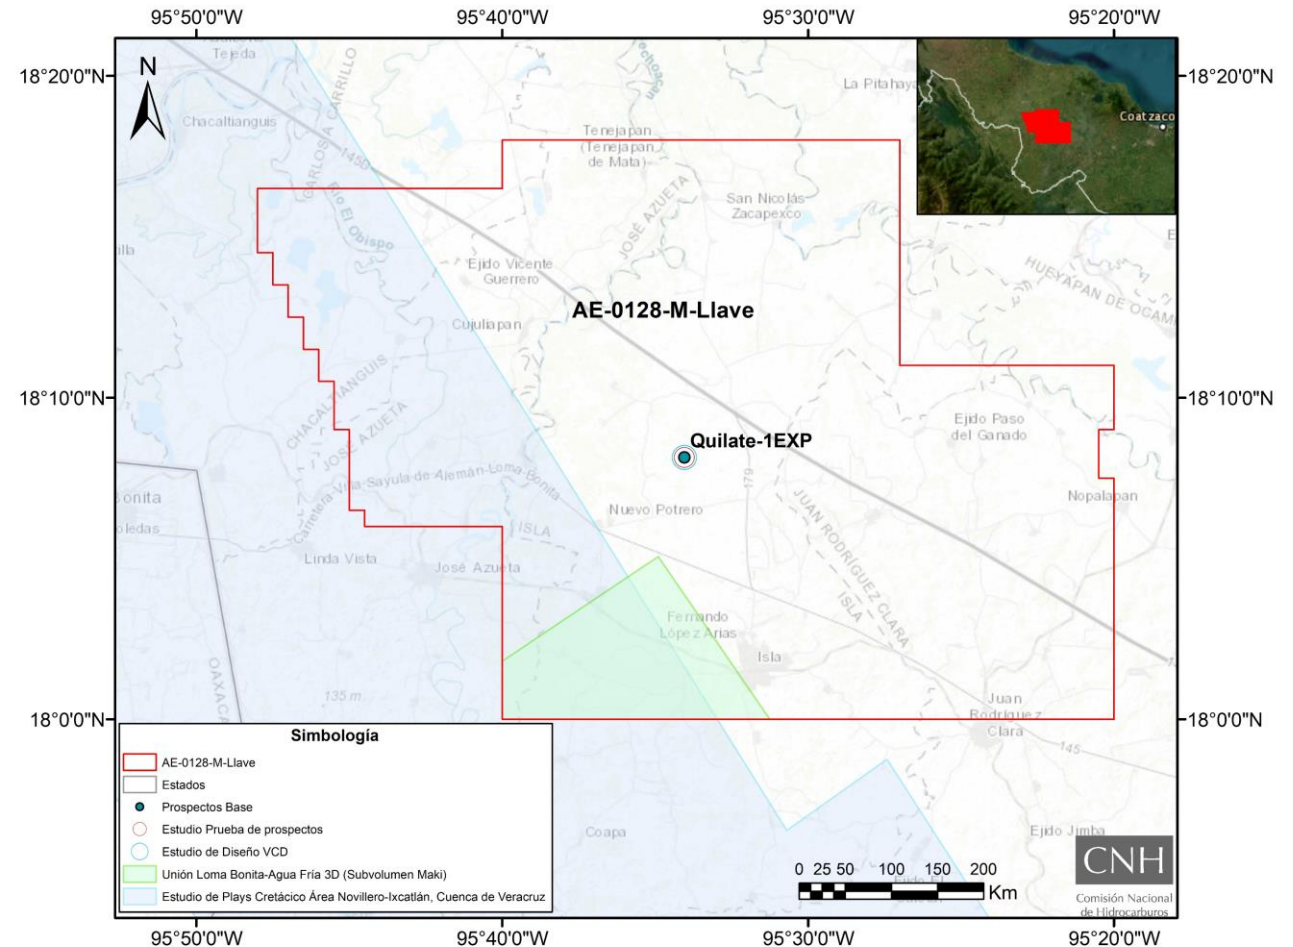 95°50'0"W 95°40'0"W 95°30'0"W 95°20'0"W
18°20'0"N 18°20'0"N
N
Tejeda
Chacaltianguis
CARLOS A CARRILLO
145D
Río El Obispo
La Pitahaya
Tenejapan
(Tenejapan
de Mata)
JOSÉ AZUETA
San Nicolás
Zacapexco
Coatzaco
Ejido Vicente
Guerrero
HUEYAPAN DE OCAM
AE-0128-M-Llave
Cujuliapan
CHACALTIANGUIS
JOSÉ AZUETA
18°10'0"N 18°10'0"N
Ejido Paso
del Ganado
Quilate-1EXP
Carretera Villa-Sayula de Alemán-Loma-Bonita
179
Nopalapan
Bonita
oledas
Nuevo Potrero
ISLA
JUAN RODRÍGUEZ CLARA
ISLA
Linda Vista
José Azueta
Fernando
López Arias
Isla
OAXACA
135 m
Juan
Rodríguez
Clara
145
18°0'0"N 18°0'0"N
Simbología
AE-0128-M-Llave
Estados
Prospectos Base
Estudio Prueba de prospectos
Estudio de Diseño VCD
Unión Loma Bonita-Agua Fría 3D (Subvolumen Maki)
Estudio de Plays Cretácico Área Novillero-Ixcatlán, Cuenca de Veracruz
Coapa
Ejido Jimba
0 25 50 100 150 200
Km
CNH
Comisión Nacional
de Hidrocarburos
95°50'0"W 95°40'0"W 95°30'0"W 95°20'0"W